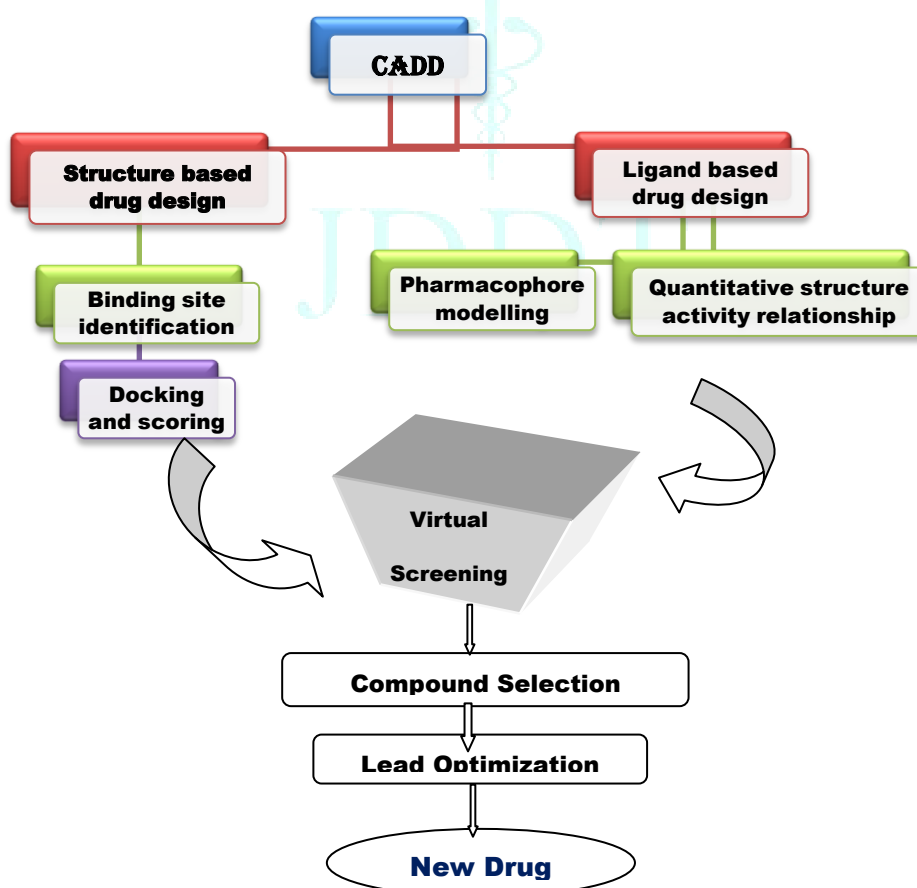 CADD
Structure based
drug design
Ligand based
drug design
Binding site
identification
Pharmacophore
modelling
Quantitative structure
activity relationship
Docking
and scoring
Virtual
Screening
Compound Selection
Lead Optimization
New Drug